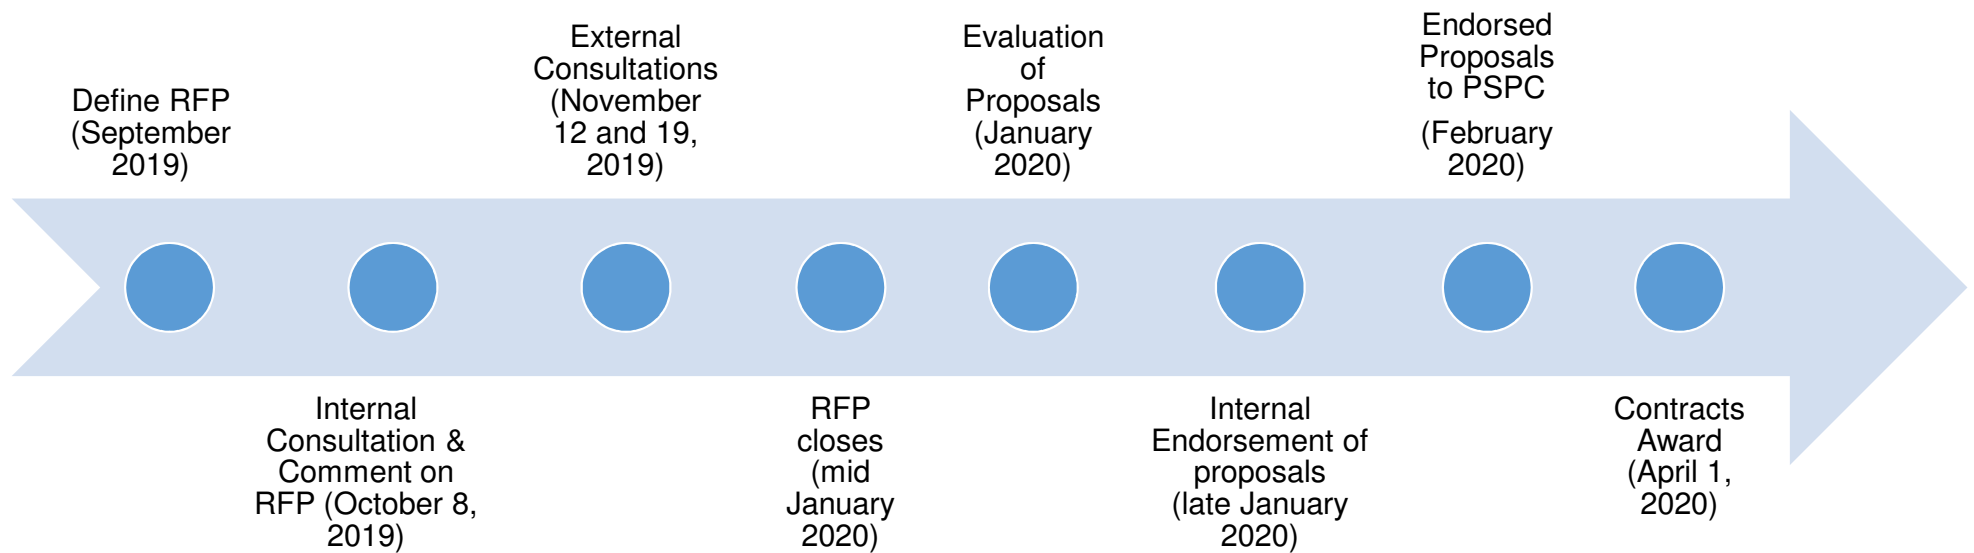 Define RFP
(September
2019)
Internal
Consultation &
Comment on
RFP (October 8,
2019)
External
Consultations
(November
12 and 19,
2019)
RFP
closes
(mid
January
2020)
Evaluation
of
Proposals
(January
2020)
Internal
Endorsement of
proposals
(late January
2020)
Endorsed
Proposals
to PSPC
(February
2020)
Contracts
Award
(April 1,
2020)